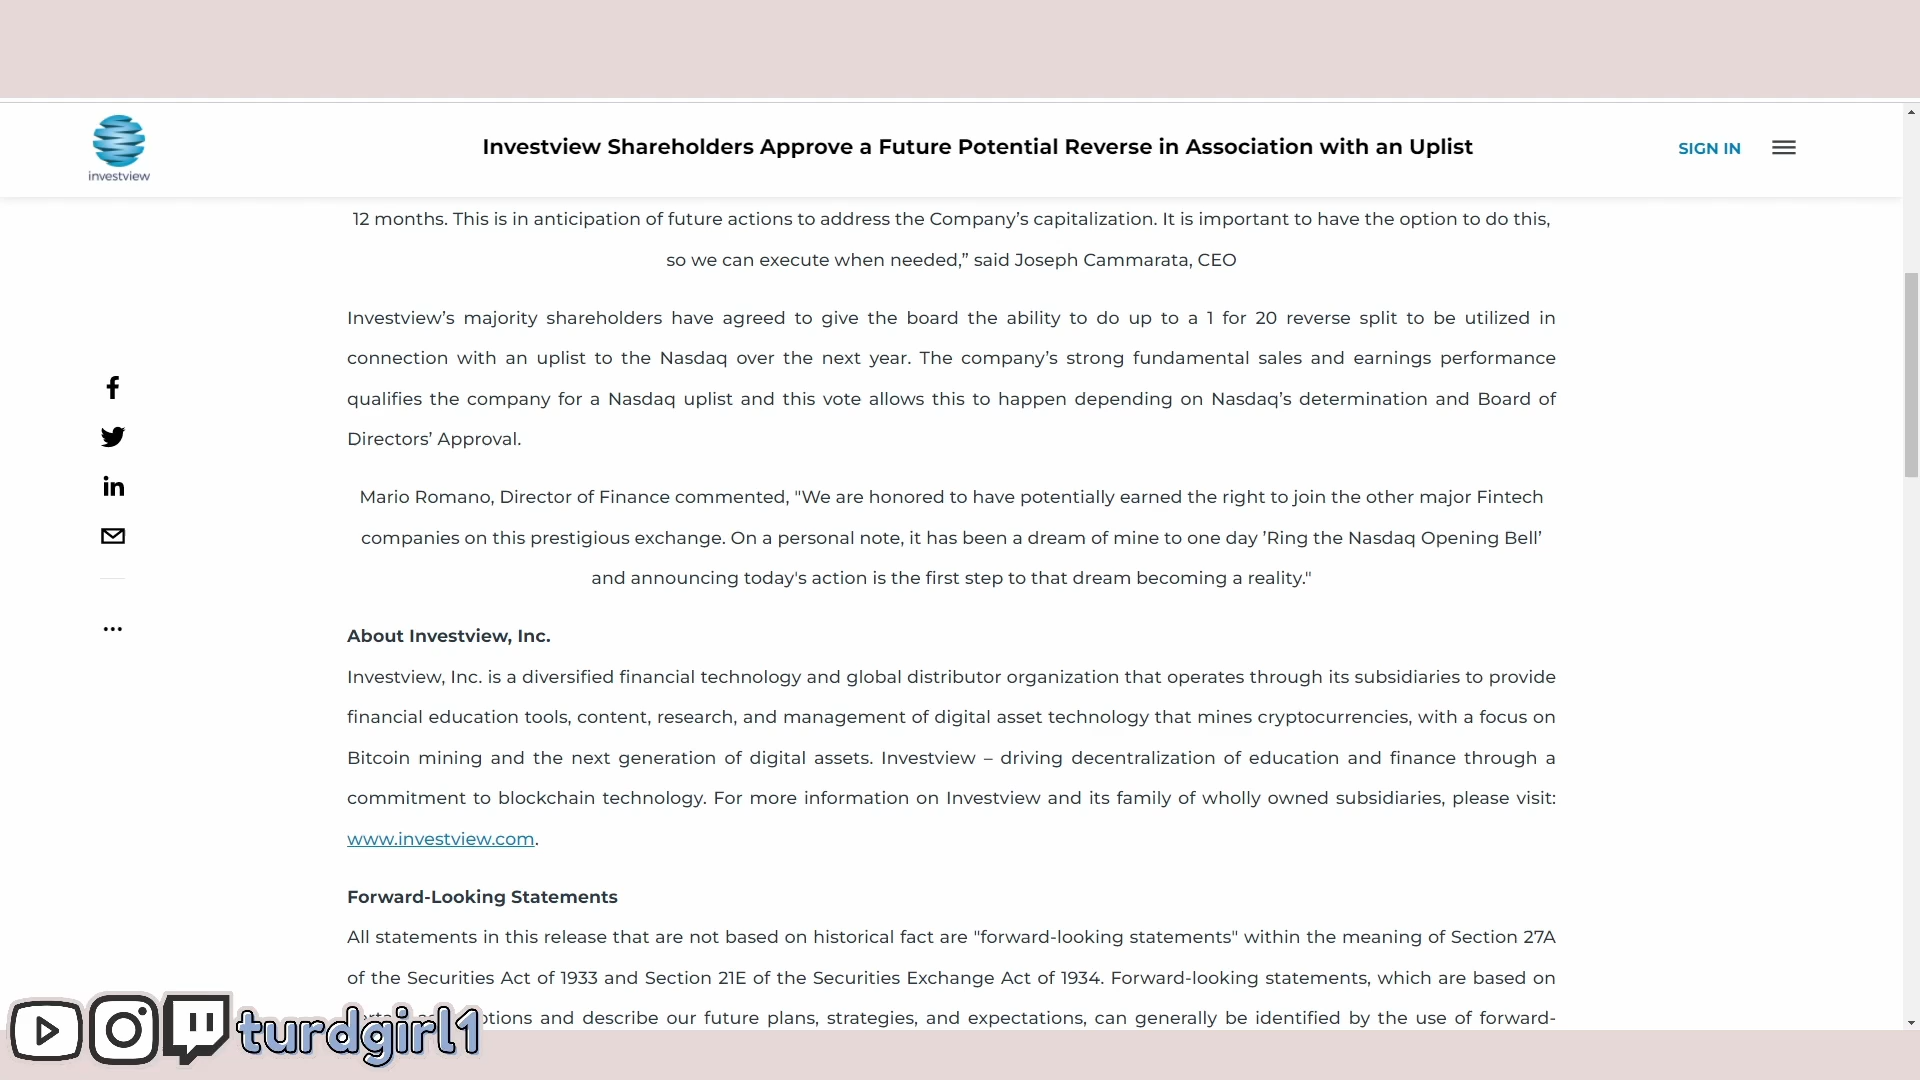 investview
Investview Shareholders Approve a Future Potential Reverse in Association with an Uplist
SIGN IN
12 months. This is in anticipation of future actions to address the Company’s capitalization. It is important to have the option to do this,
so we can execute when needed,” said Joseph Cammarata, CEO
Investview’s majority shareholders have agreed to give the board the ability to do up to a 1 for 20 reverse split to be utilized in
connection with an uplist to the Nasdaq over the next year. The company’s strong fundamental sales and earnings performance
qualifies the company for a Nasdaq uplist and this vote allows this to happen depending on Nasdaq’s determination and Board of
Directors’ Approval.
Mario Romano, Director of Finance commented, "We are honored to have potentially earned the right to join the other major Fintech
companies on this prestigious exchange. On a personal note, it has been a dream of mine to one day ’Ring the Nasdaq Opening Bell’
and announcing today's action is the first step to that dream becoming a reality."
About Investview, Inc.
Investview, Inc. is a diversified financial technology and global distributor organization that operates through its subsidiaries to provide
financial education tools, content, research, and management of digital asset technology that mines cryptocurrencies, with a focus on
Bitcoin mining and the next generation of digital assets. Investview – driving decentralization of education and finance through a
commitment to blockchain technology. For more information on Investview and its family of wholly owned subsidiaries, please visit:
www.investview.com.
Forward-Looking Statements
All statements in this release that are not based on historical fact are "forward-looking statements" within the meaning of Section 27A
of the Securities Act of 1933 and Section 21E of the Securities Exchange Act of 1934. Forward-looking statements, which are based on
and describe our future plans, strategies, and expectations, can generally be identified by the use of forward-
turdgirl1